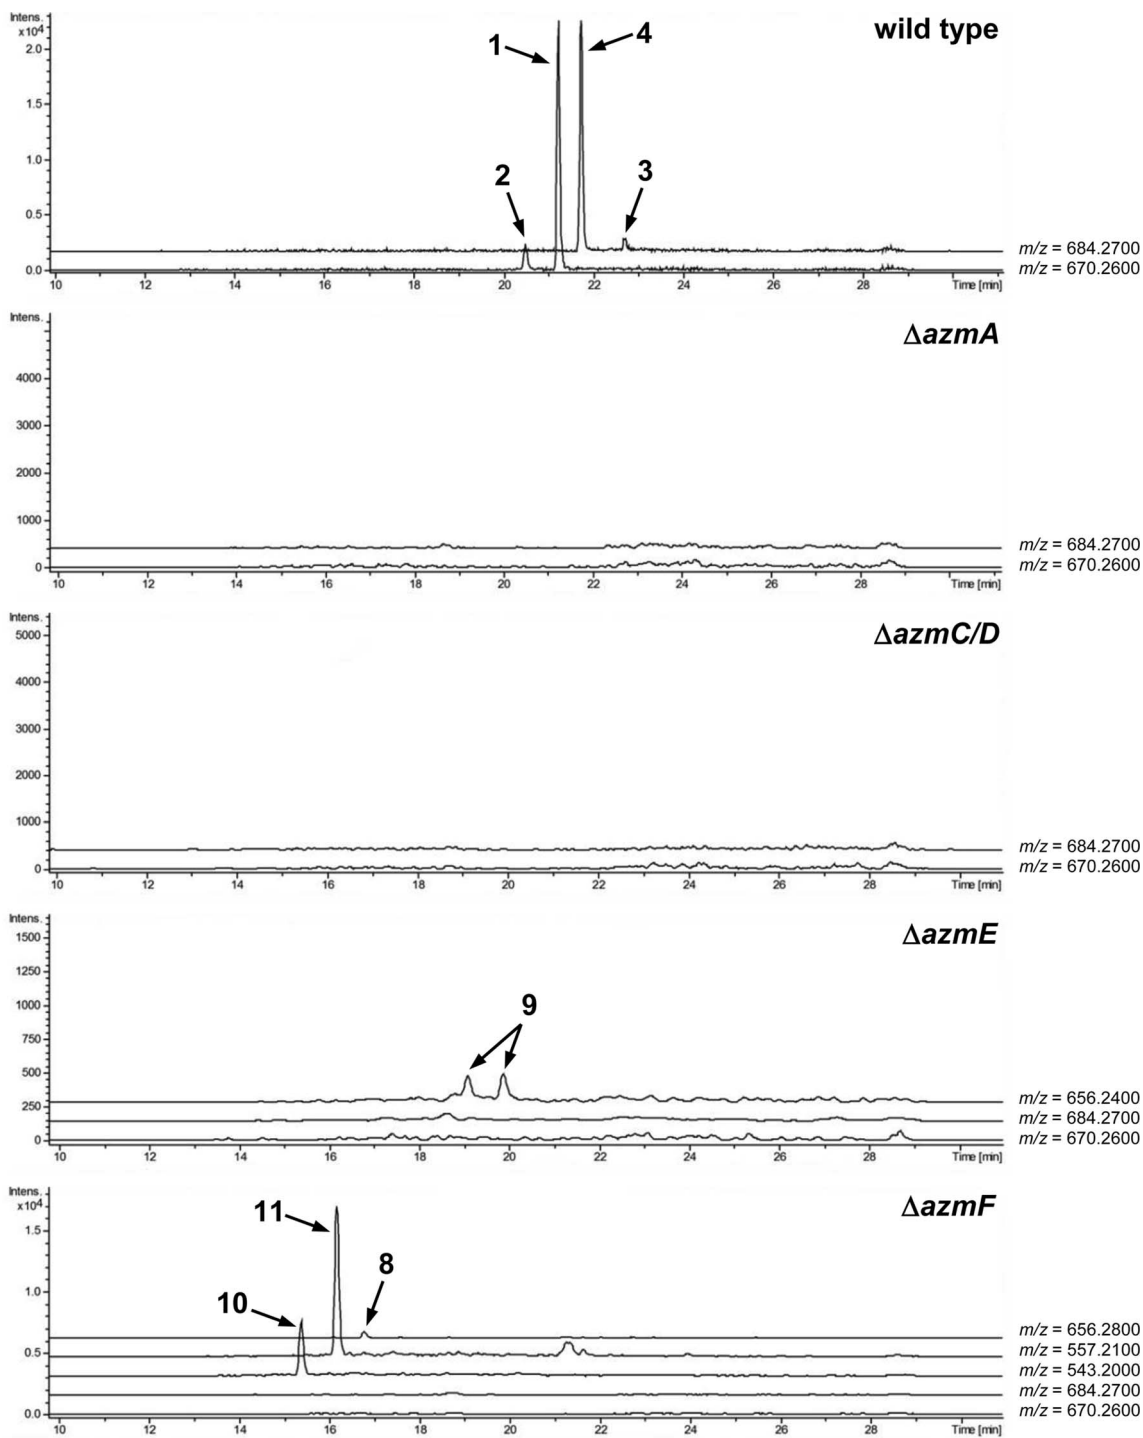 Intens.
x10⁴
wild type
1
4
2
3
2.0
1.5
1.0
0.5
0.0
m/z = 684.2700
m/z = 670.2600
10 12 14 16 18 20 22 24 26 28 Time [min]
Intens.
ΔazmA
4000
3000
2000
1000
0
m/z = 684.2700
m/z = 670.2600
10 12 14 16 18 20 22 24 26 28 Time [min]
Intens.
ΔazmC/D
5000
4000
3000
2000
1000
0
m/z = 684.2700
m/z = 670.2600
10 12 14 16 18 20 22 24 26 28 Time [min]
Intens.
ΔazmE
1500
1250
1000
750
500
250
0
9
m/z = 656.2400
m/z = 684.2700
m/z = 670.2600
10 12 14 16 18 20 22 24 26 28 Time [min]
Intens.
x10⁴
ΔazmF
11
8
10
1.5
1.0
0.5
0.0
m/z = 656.2800
m/z = 557.2100
m/z = 543.2000
m/z = 684.2700
m/z = 670.2600
10 12 14 16 18 20 22 24 26 28 Time [min]